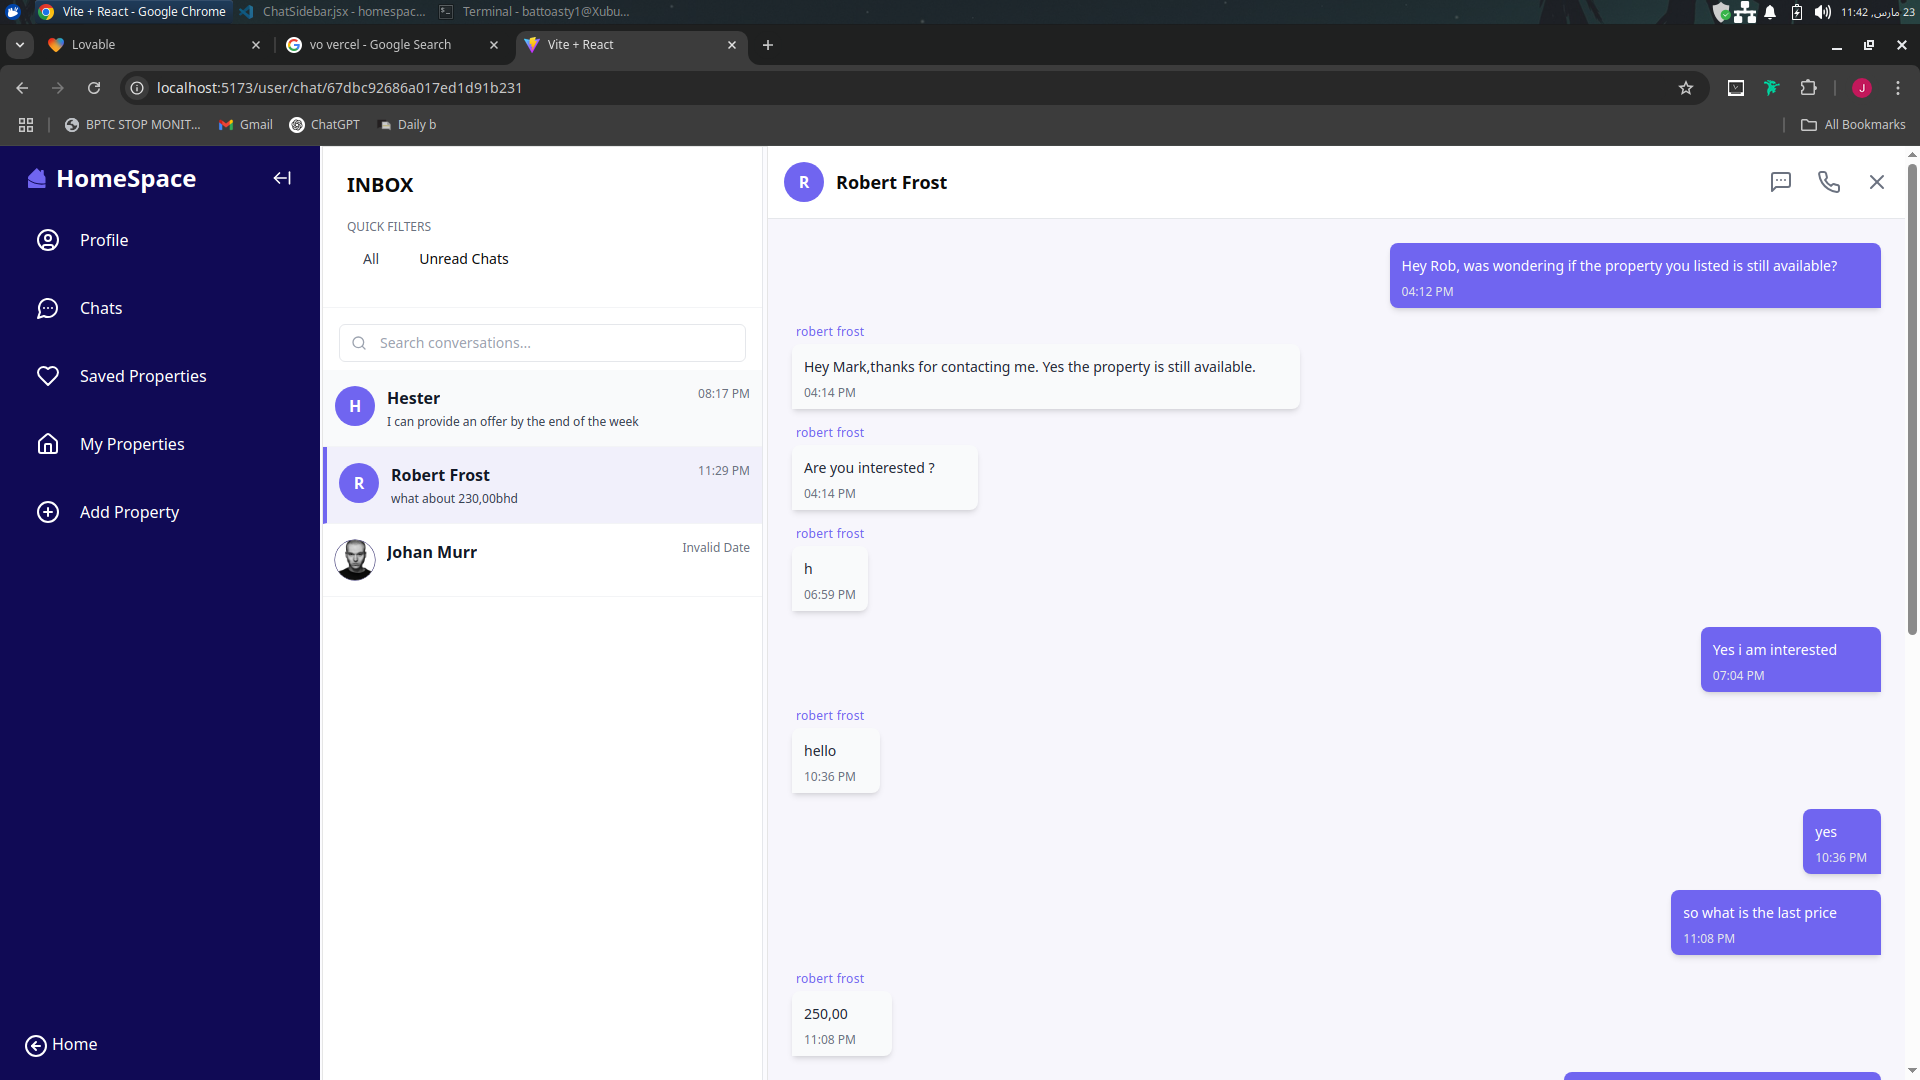 Vite + React - Google Chrome
ChatSidebar.jsx - homespac...
Terminal - battoasty1@Xubu...
23 مارس, 11:42
Lovable
vo vercel - Google Search
Vite + React
localhost:5173/user/chat/67dbc92686a017ed1d91b231
J
BPTC STOP MONIT...
Gmail
ChatGPT
Daily b
All Bookmarks
HomeSpace
Profile
Chats
Saved Properties
My Properties
Add Property
Home
INBOX
QUICK FILTERS
All
Unread Chats
Search conversations...
H
Hester
08:17 PM
I can provide an offer by the end of the week
R
Robert Frost
11:29 PM
what about 230,00bhd
Johan Murr
Invalid Date
R
Robert Frost
Hey Rob, was wondering if the property you listed is still available?
04:12 PM
robert frost
Hey Mark,thanks for contacting me. Yes the property is still available.
04:14 PM
robert frost
Are you interested ?
04:14 PM
robert frost
h
06:59 PM
Yes i am interested
07:04 PM
robert frost
hello
10:36 PM
yes
10:36 PM
so what is the last price
11:08 PM
robert frost
250,00
11:08 PM